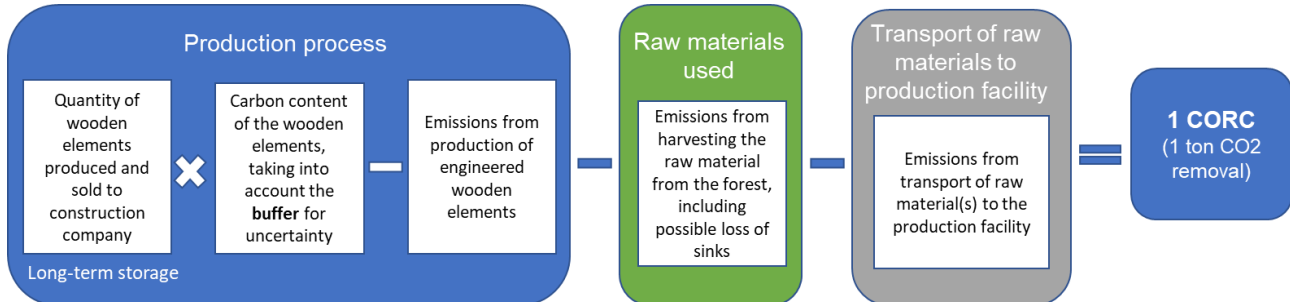 Production process
Quantity of
wooden
elements
produced and
sold to
construction
company
Carbon content
of the wooden
elements,
taking into
account the
buffer for
uncertainty
Emissions from
production of
engineered
wooden
elements
Long-term storage
Raw materials
used
Emissions from
harvesting the
raw material
from the forest,
including
possible loss of
sinks
Transport of raw
materials to
production facility
Emissions from
transport of raw
material(s) to the
production facility
1 CORC
(1 ton CO2
removal)